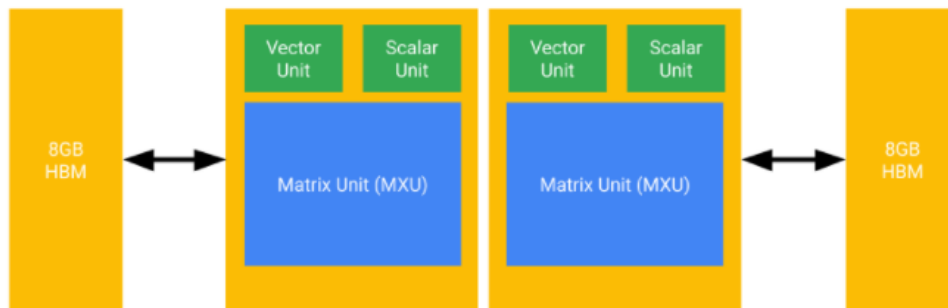 Vector
Unit
Scalar
Unit
Vector
Unit
Scalar
Unit
8GB
HBM
Matrix Unit (MXU)
Matrix Unit (MXU)
8GB
HBM